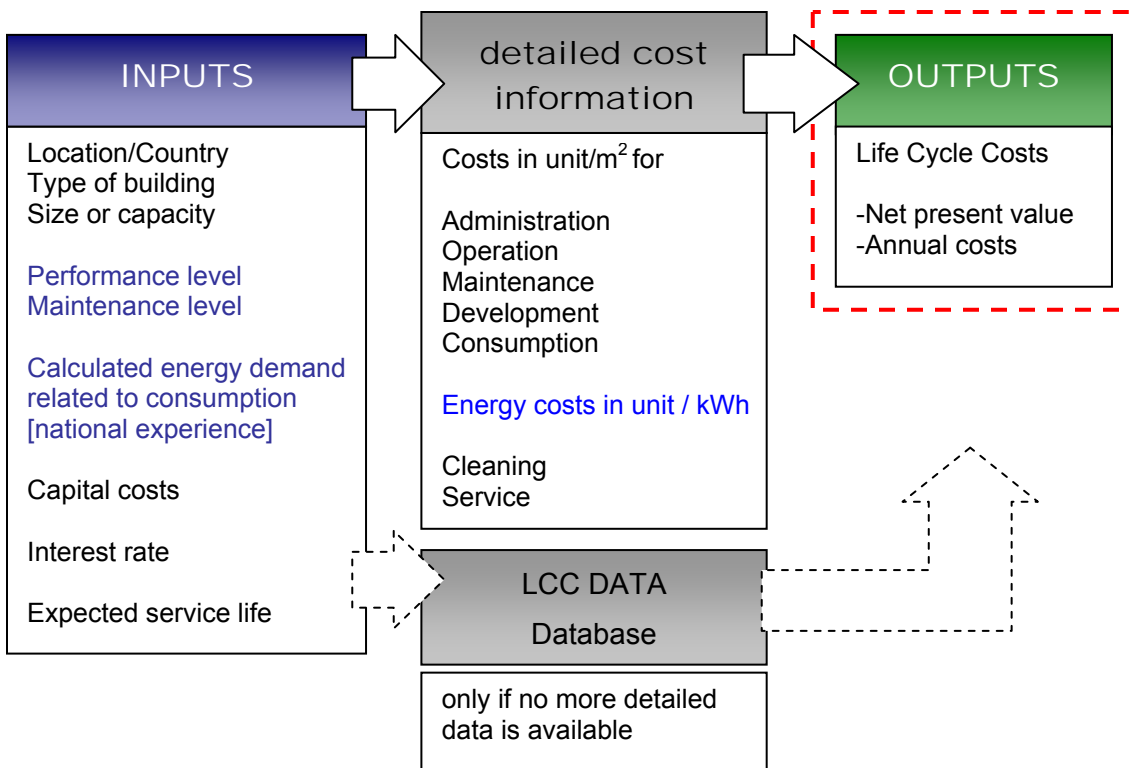 INPUTS
Location/Country
Type of building
Size or capacity
Performance level
Maintenance level
Calculated energy demand
related to consumption
[national experience]
Capital costs
Interest rate
Expected service life
detailed cost
information
Costs in unit/m² for
Administration
Operation
Maintenance
Development
Consumption
Energy costs in unit / kWh
Cleaning
Service
LCC DATA
Database
only if no more detailed
data is available
OUTPUTS
Life Cycle Costs
-Net present value
-Annual costs